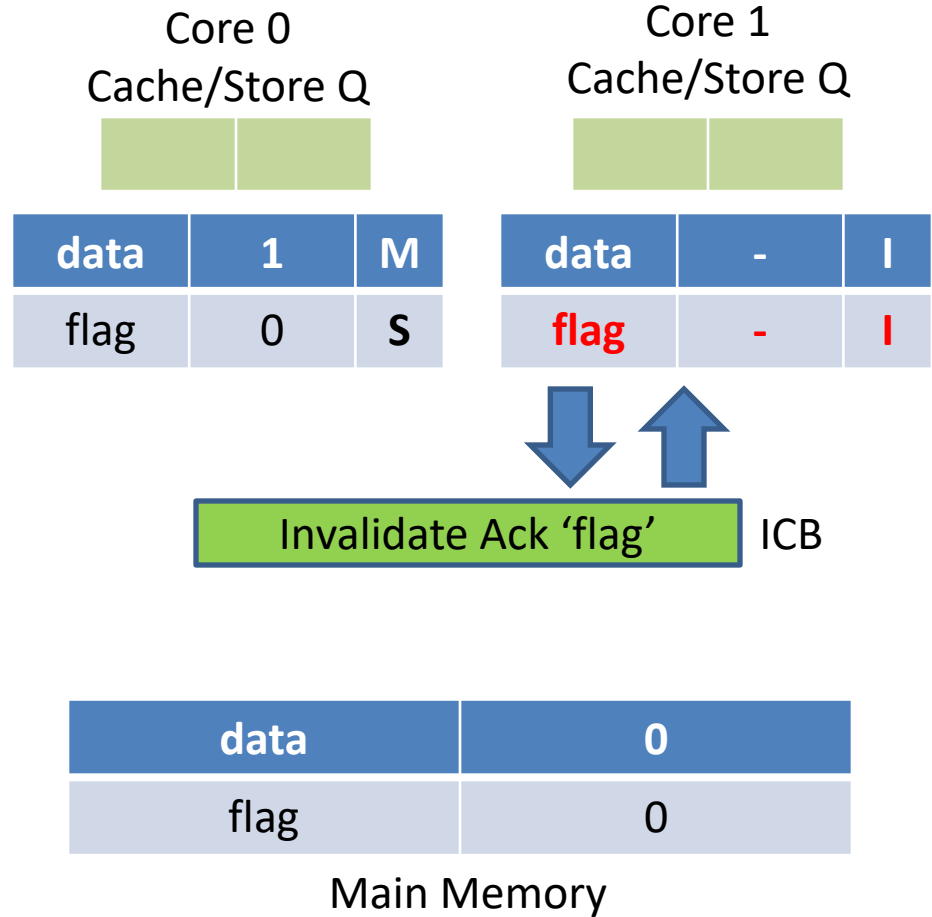 Core 0
Cache/Store Q
data 1 M
flag 0 S
Core 1
Cache/Store Q
data - I
flag - I
Invalidate Ack ‘flag’
ICB
data 0
flag 0
Main Memory